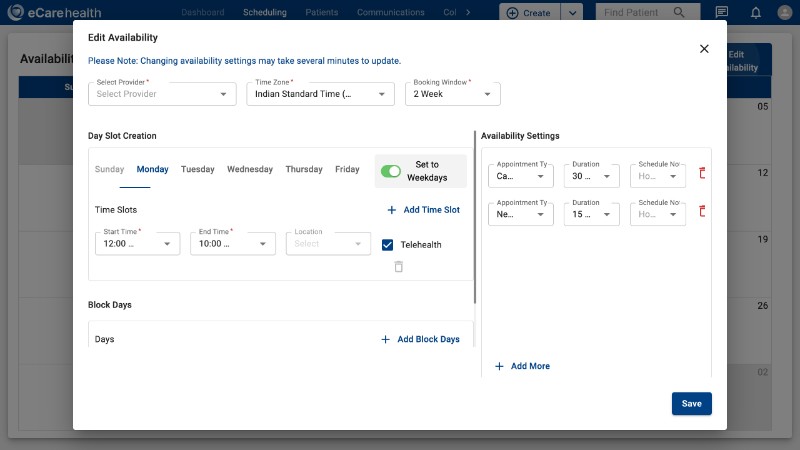 eCarehealth
Dashboard
Scheduling
Patients
Communications
Col
Create
Find Patient
Availabi
Edit
ilability
Su
05
12
19
26
02
Edit Availability
Please Note: Changing availability settings may take several minutes to update.
Select Provider *
Select Provider
Time Zone *
Indian Standard Time (...
Booking Window *
2 Week
Day Slot Creation
Sunday
Monday
Tuesday
Wednesday
Thursday
Friday
Set to
Weekdays
Time Slots
Add Time Slot
Start Time *
12:00 ...
End Time *
10:00 ...
Location
Select
Telehealth
Block Days
Days
Add Block Days
Availability Settings
Appointment Ty
Ca...
Duration
30 ...
Schedule No
Ho...
Appointment Ty
Ne...
Duration
15 ...
Schedule No
Ho...
Add More
Save